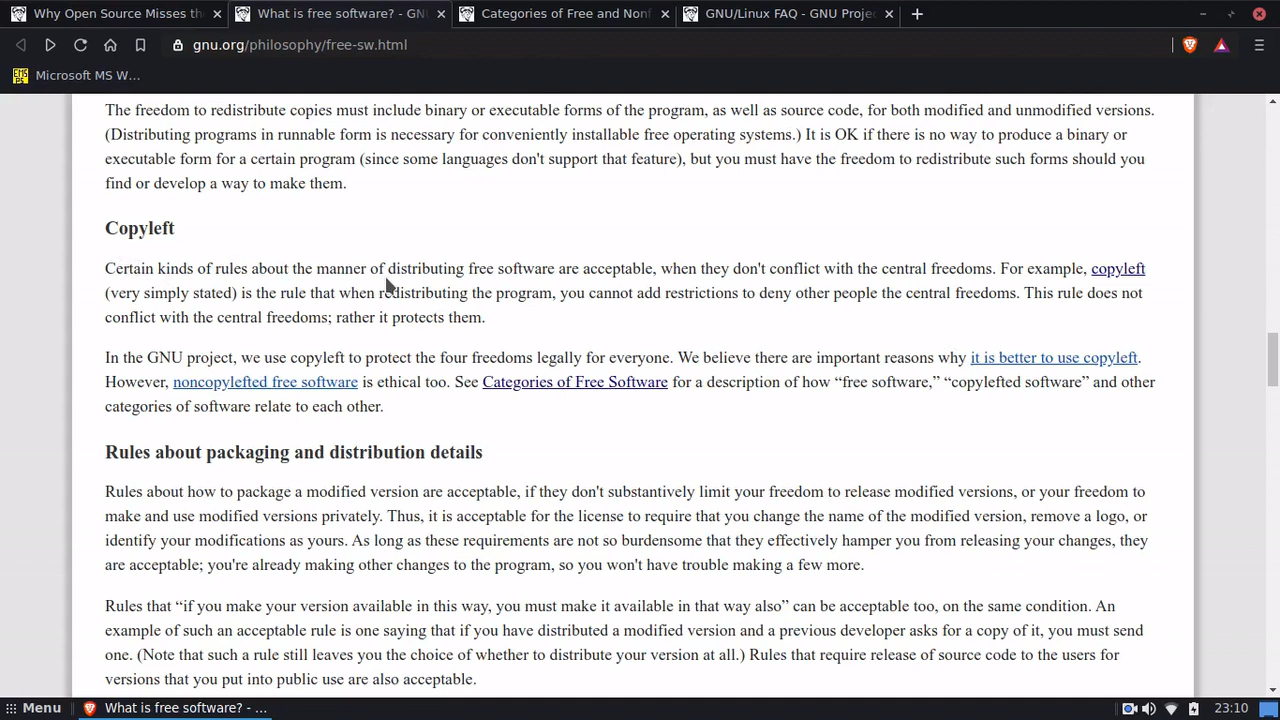 Why Open Source Misses th
What is free software? - GN
Categories of Free and Nonf
GNU/Linux FAQ - GNU Proje
gnu.org/philosophy/free-sw.html
Microsoft MS W...
The freedom to redistribute copies must include binary or executable forms of the program, as well as source code, for both modified and unmodified versions.
(Distributing programs in runnable form is necessary for conveniently installable free operating systems.) It is OK if there is no way to produce a binary or
executable form for a certain program (since some languages don't support that feature), but you must have the freedom to redistribute such forms should you
find or develop a way to make them.
Copyleft
Certain kinds of rules about the manner of distributing free software are acceptable, when they don't conflict with the central freedoms. For example, copyleft
(very simply stated) is the rule that when redistributing the program, you cannot add restrictions to deny other people the central freedoms. This rule does not
conflict with the central freedoms; rather it protects them.
In the GNU project, we use copyleft to protect the four freedoms legally for everyone. We believe there are important reasons why it is better to use copyleft.
However, noncopylefted free software is ethical too. See Categories of Free Software for a description of how “free software,” “copylefted software” and other
categories of software relate to each other.
Rules about packaging and distribution details
Rules about how to package a modified version are acceptable, if they don't substantively limit your freedom to release modified versions, or your freedom to
make and use modified versions privately. Thus, it is acceptable for the license to require that you change the name of the modified version, remove a logo, or
identify your modifications as yours. As long as these requirements are not so burdensome that they effectively hamper you from releasing your changes, they
are acceptable; you're already making other changes to the program, so you won't have trouble making a few more.
Rules that “if you make your version available in this way, you must make it available in that way also” can be acceptable too, on the same condition. An
example of such an acceptable rule is one saying that if you have distributed a modified version and a previous developer asks for a copy of it, you must send
one. (Note that such a rule still leaves you the choice of whether to distribute your version at all.) Rules that require release of source code to the users for
versions that you put into public use are also acceptable.
Menu
What is free software? - ...
23:10